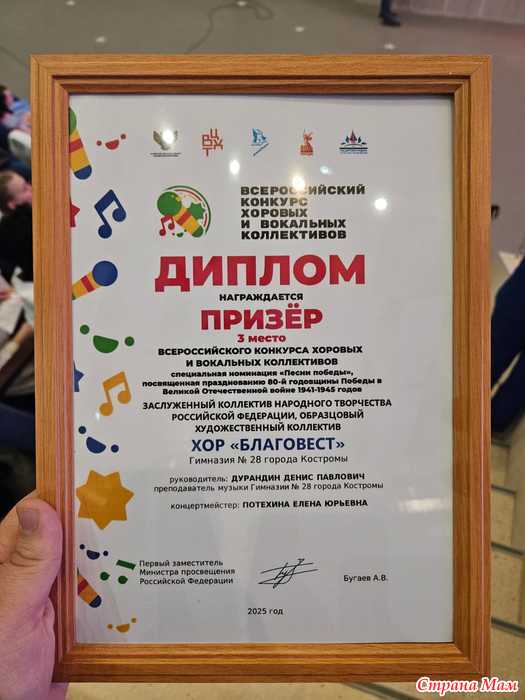 ВСЕРОССИЙСКИЙ
КОНКУРС
ХОРОВЫХ
И ВОКАЛЬНЫХ
КОЛЛЕКТИВОВ
ДИПЛОМ
НАГРАЖДАЕТСЯ
ПРИЗЁР
3 место
ВСЕРОССИЙСКОГО КОНКУРСА ХОРОВЫХ
И ВОКАЛЬНЫХ КОЛЛЕКТИВОВ
специальная номинация «Песни победы»,
посвященная празднованию 80-й годовщины Победы в
Великой Отечественной войне 1941-1945 годов
ЗАСЛУЖЕННЫЙ КОЛЛЕКТИВ НАРОДНОГО ТВОРЧЕСТВА
РОССИЙСКОЙ ФЕДЕРАЦИИ, ОБРАЗЦОВЫЙ
ХУДОЖЕСТВЕННЫЙ КОЛЛЕКТИВ
ХОР «БЛАГОВЕСТ»
Гимназия № 28 города Костромы
руководитель: ДУРАНДИН ДЕНИС ПАВЛОВИЧ
преподаватель музыки Гимназии № 28 города Костромы
концертмейстер: ПОТЕХИНА ЕЛЕНА ЮРЬЕВНА
Первый заместитель
Министра просвещения
Российской Федерации
Бугаев А.В.
2025 год
Страна Мам